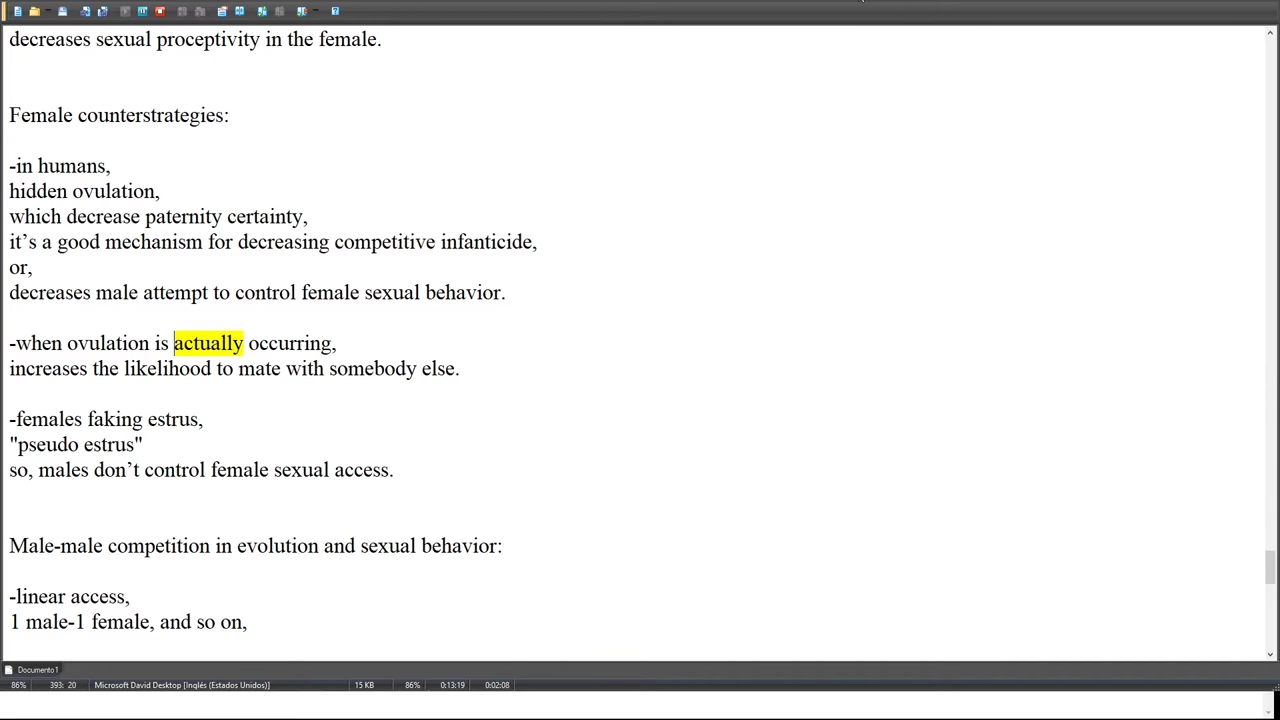 decreases sexual proceptivity in the female.
Female counterstrategies:
-in humans,
hidden ovulation,
which decrease paternity certainty,
it’s a good mechanism for decreasing competitive infanticide,
or,
decreases male attempt to control female sexual behavior.
-when ovulation is actually occurring,
increases the likelihood to mate with somebody else.
-females faking estrus,
"pseudo estrus"
so, males don’t control female sexual access.
Male-male competition in evolution and sexual behavior:
-linear access,
1 male-1 female, and so on,
Documento1
86% 393: 20 Microsoft David Desktop [Inglés (Estados Unidos)] 15 KB 86% 0:13:19 0:02:08